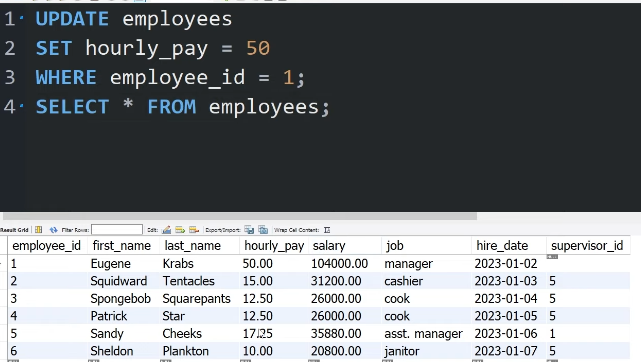 1 UPDATE employees
2 SET hourly_pay = 50
3 WHERE employee_id = 1;
4 SELECT * FROM employees;
Result Grid Filter Rows: Edit: Export/Import: Wrap Cell Content:
employee_id first_name last_name hourly_pay salary job hire_date supervisor_id
1 Eugene Krabs 50.00 104000.00 manager 2023-01-02
2 Squidward Tentacles 15.00 31200.00 cashier 2023-01-03 5
3 Spongebob Squarepants 12.50 26000.00 cook 2023-01-04 5
4 Patrick Star 12.50 26000.00 cook 2023-01-05 5
5 Sandy Cheeks 17.25 35880.00 asst. manager 2023-01-06 1
6 Sheldon Plankton 10.00 20800.00 janitor 2023-01-07 5